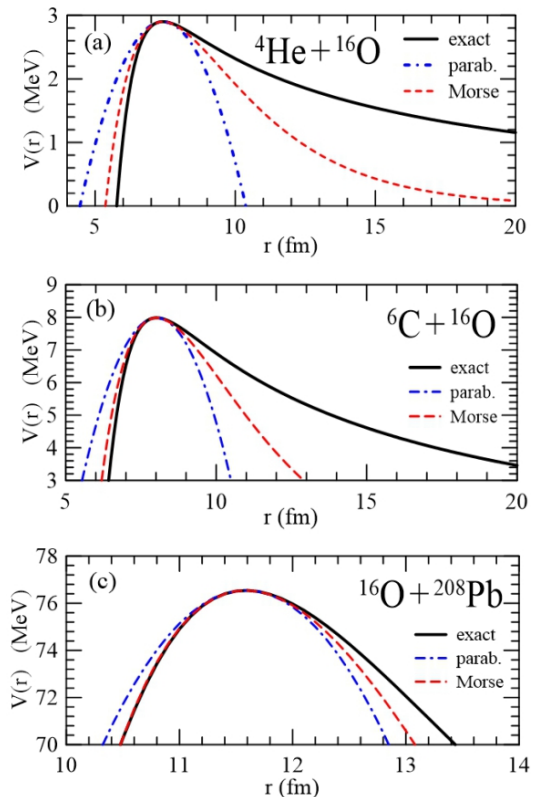 (a)
⁴He + ¹⁶O
exact
parab.
Morse
V(r) (MeV)
3
2
1
0
5 10 15 20
r (fm)
(b)
⁶C + ¹⁶O
exact
parab.
Morse
V(r) (MeV)
9
8
7
6
5
4
3
5 10 15 20
r (fm)
(c)
¹⁶O + ²⁰⁸Pb
exact
parab.
Morse
V(r) (MeV)
78
76
74
72
70
10 11 12 13 14
r (fm)